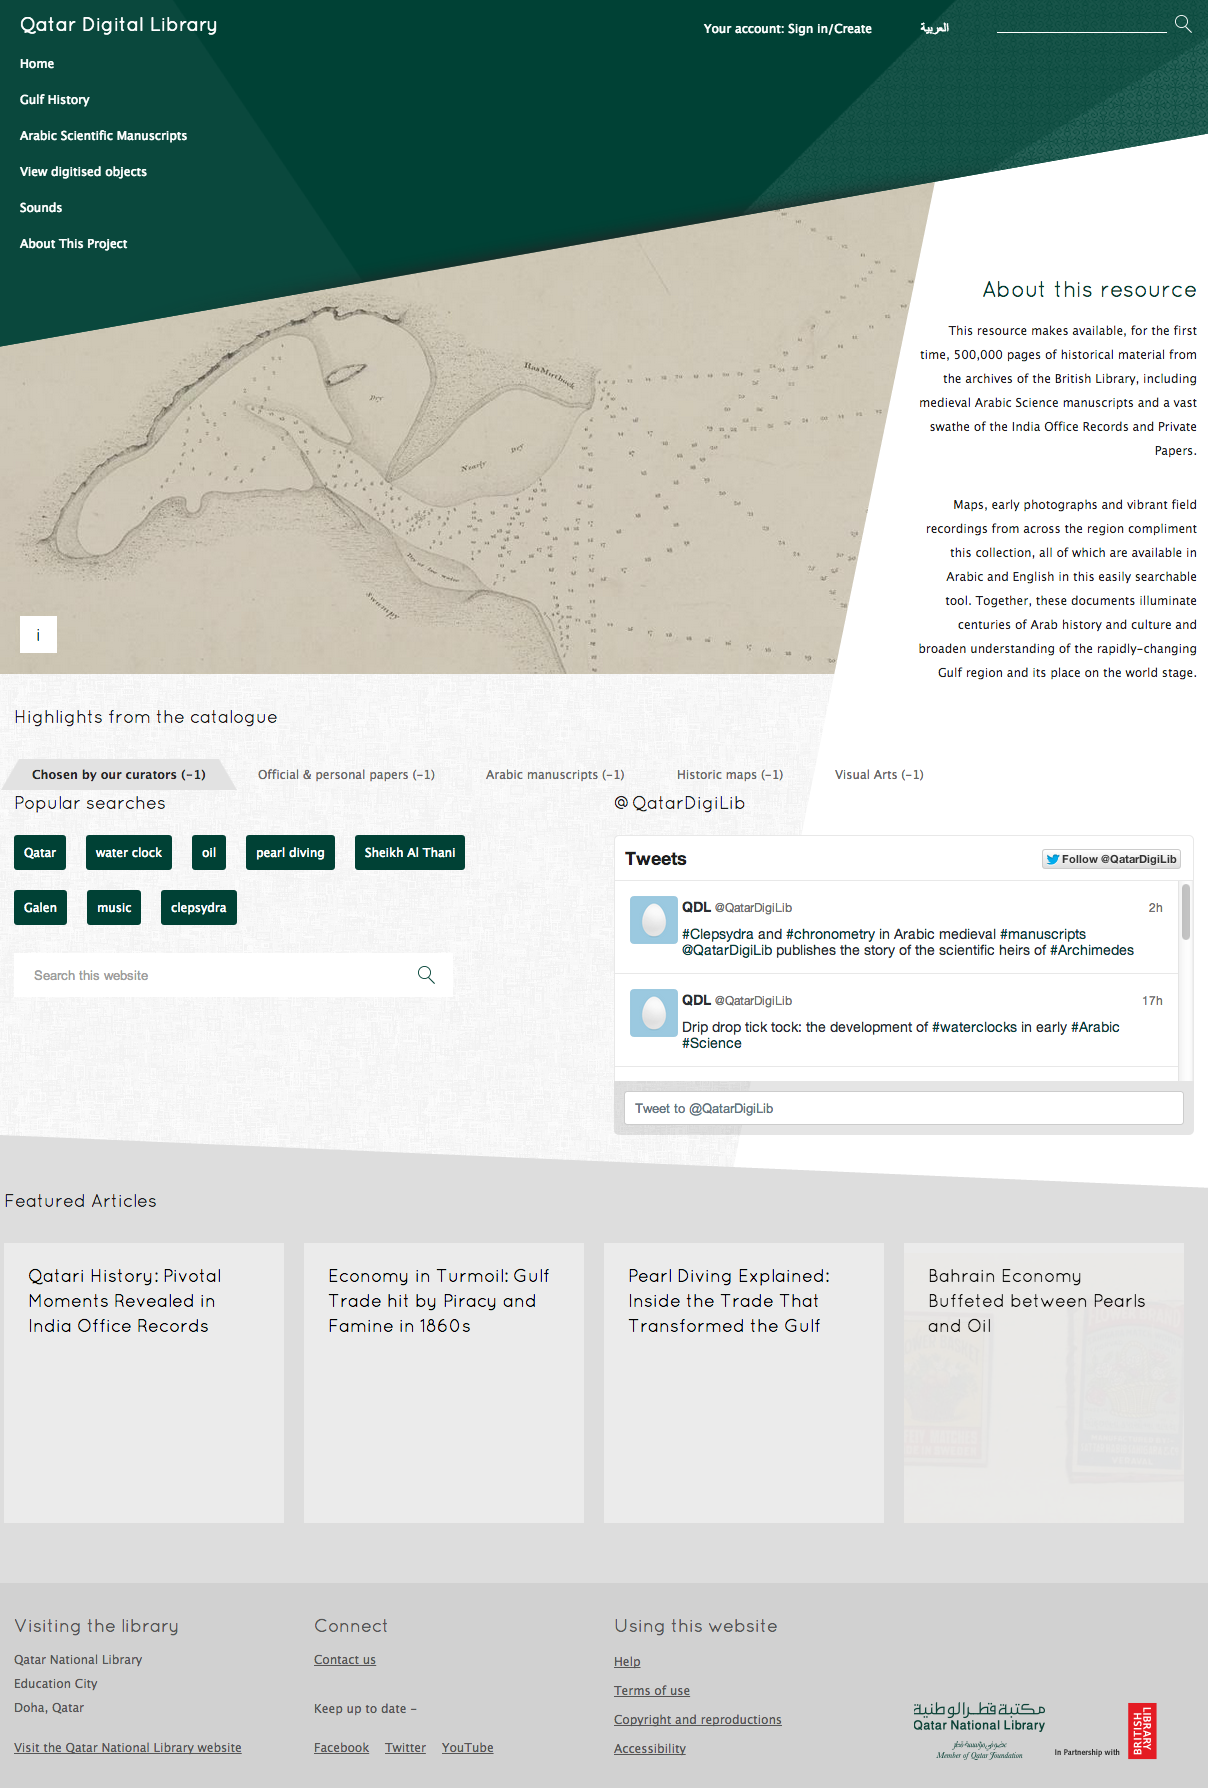 Qatar Digital Library
Your account: Sign in/Create
العربية
Home
Gulf History
Arabic Scientific Manuscripts
View digitised objects
Sounds
About This Project
About this resource
This resource makes available, for the first
time, 500,000 pages of historical material from
the archives of the British Library, including
medieval Arabic Science manuscripts and a vast
swathe of the India Office Records and Private
Papers.
Maps, early photographs and vibrant field
recordings from across the region compliment
this collection, all of which are available in
Arabic and English in this easily searchable
tool. Together, these documents illuminate
centuries of Arab history and culture and
broaden understanding of the rapidly-changing
Gulf region and its place on the world stage.
Dry
Nearly Dry
Dry at low water
Swampy
i
Highlights from the catalogue
Chosen by our curators (-1)
Official & personal papers (-1)
Arabic manuscripts (-1)
Historic maps (-1)
Visual Arts (-1)
Popular searches
Qatar
water clock
oil
pearl diving
Sheikh Al Thani
Galen
music
clepsydra
Search this website
@QatarDigiLib
Tweets
Follow @QatarDigiLib
QDL @QatarDigiLib
2h
#Clepsydra and #chronometry in Arabic medieval #manuscripts
@QatarDigiLib publishes the story of the scientific heirs of #Archimedes
QDL @QatarDigiLib
17h
Drip drop tick tock: the development of #waterclocks in early #Arabic
#Science
Tweet to @QatarDigiLib
Featured Articles
Qatari History: Pivotal
Moments Revealed in
India Office Records
Economy in Turmoil: Gulf
Trade hit by Piracy and
Famine in 1860s
Pearl Diving Explained:
Inside the Trade That
Transformed the Gulf
Bahrain Economy
Buffeted between Pearls
and Oil
Visiting the library
Qatar National Library
Education City
Doha, Qatar
Visit the Qatar National Library website
Connect
Contact us
Keep up to date -
Facebook
Twitter
YouTube
Using this website
Help
Terms of use
Copyright and reproductions
Accessibility
مكتبة قطر الوطنية
Qatar National Library
Member of Qatar Foundation
In Partnership with
LIBRARY
BRITISH